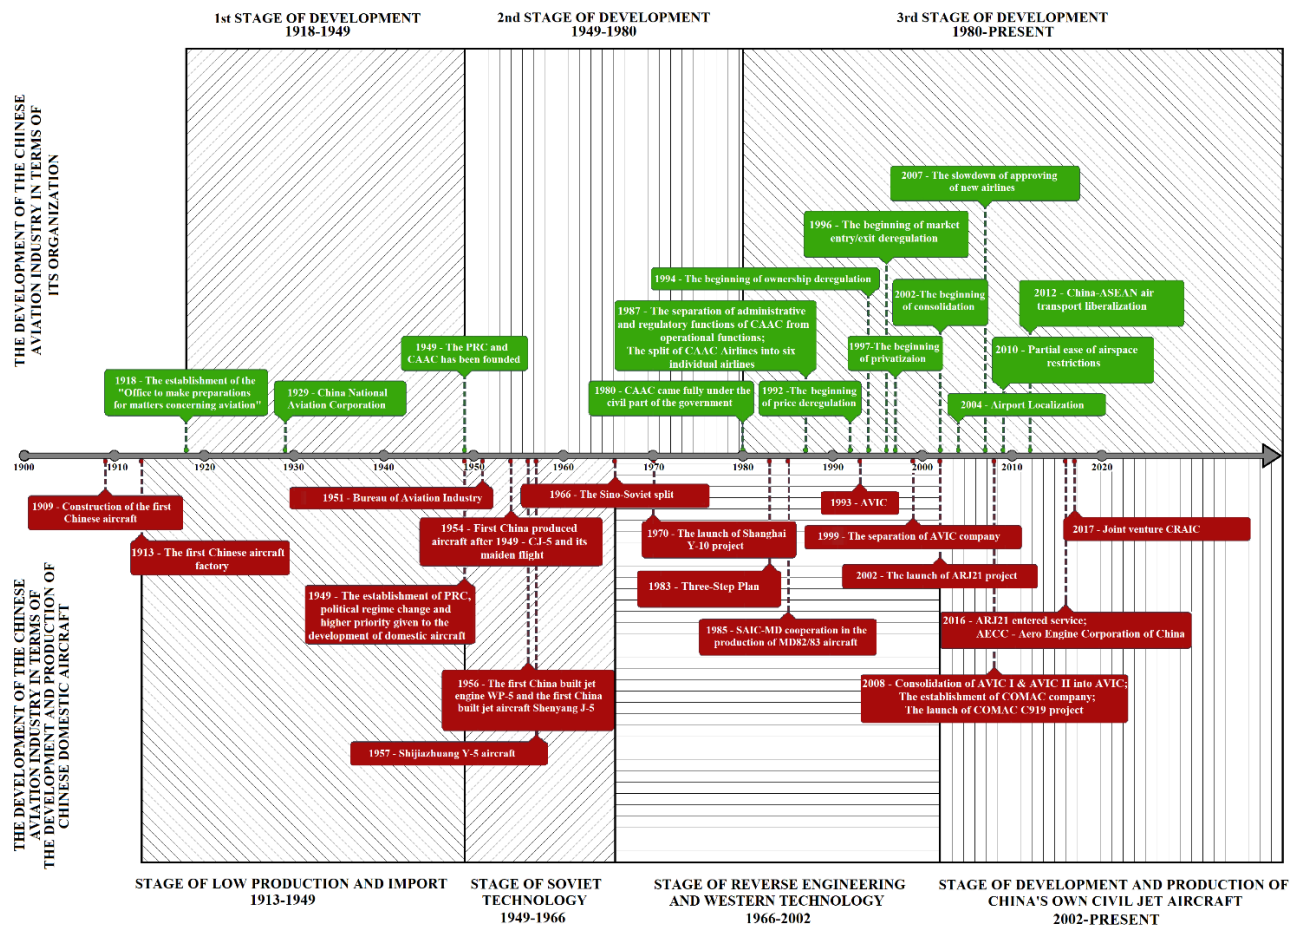 1st STAGE OF DEVELOPMENT
1918-1949
2nd STAGE OF DEVELOPMENT
1949-1980
3rd STAGE OF DEVELOPMENT
1980-PRESENT
THE DEVELOPMENT OF THE CHINESE
AVIATION INDUSTRY IN TERMS OF
ITS ORGANIZATION
2007 - The slowdown of approving
of new airlines
1996 - The beginning of market
entry/exit deregulation
1994 - The beginning of ownership deregulation
2002-The beginning
of consolidation
2012 - China-ASEAN air
transport liberalization
1987 - The separation of administrative
and regulatory functions of CAAC from
operational functions;
The split of CAAC Airlines into six
individual airlines
1949 - The PRC and
CAAC has been founded
1997-The beginning
of privatizaion
2010 - Partial ease of airspace
restrictions
1918 - The establishment of the
"Office to make preparations
for matters concerning aviation"
1929 - China National
Aviation Corporation
1980 - CAAC came fully under the
civil part of the government
1992 -The beginning
of price deregulation
2004 - Airport Localization
1900
1910
1920
1930
1940
1950
1960
1970
1980
1990
2000
2010
2020
THE DEVELOPMENT OF THE CHINESE
AVIATION INDUSTRY IN TERMS OF
THE DEVELOPMENT AND PRODUCTION OF
CHINESE DOMESTIC AIRCRAFT
1909 - Construction of the first
Chinese aircraft
1951 - Bureau of Aviation Industry
1966 - The Sino-Soviet split
1993 - AVIC
1913 - The first Chinese aircraft
factory
1954 - First China produced
aircraft after 1949 - CJ-5 and its
maiden flight
1970 - The launch of Shanghai
Y-10 project
1999 - The separation of AVIC company
2017 - Joint venture CRAIC
1949 - The establishment of PRC,
political regime change and
higher priority given to the
development of domestic aircraft
1983 - Three-Step Plan
2002 - The launch of ARJ21 project
1985 - SAIC-MD cooperation in the
production of MD82/83 aircraft
2016 - ARJ21 entered service;
AECC - Aero Engine Corporation of China
1956 - The first China built jet
engine WP-5 and the first China
built jet aircraft Shenyang J-5
2008 - Consolidation of AVIC I & AVIC II into AVIC;
The establishment of COMAC company;
The launch of COMAC C919 project
1957 - Shijiazhuang Y-5 aircraft
STAGE OF LOW PRODUCTION AND IMPORT
1913-1949
STAGE OF SOVIET
TECHNOLOGY
1949-1966
STAGE OF REVERSE ENGINEERING
AND WESTERN TECHNOLOGY
1966-2002
STAGE OF DEVELOPMENT AND PRODUCTION OF
CHINA'S OWN CIVIL JET AIRCRAFT
2002-PRESENT